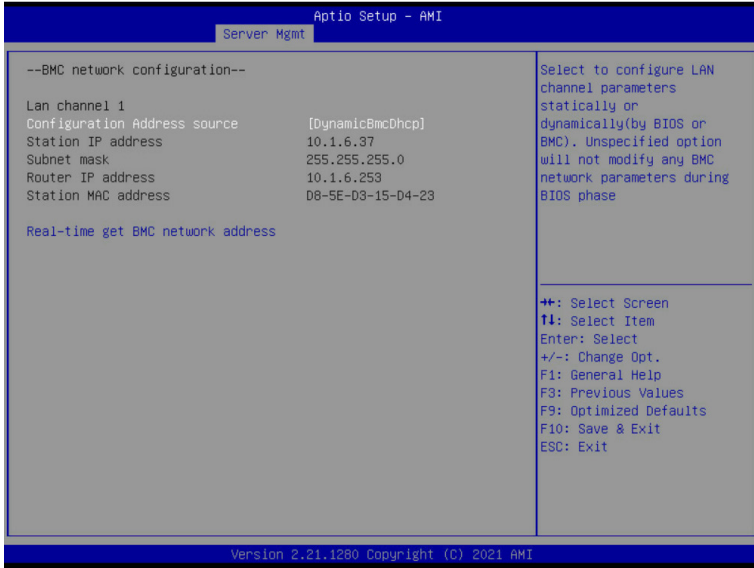 Aptio Setup – AMI
Server Mgmt
--BMC network configuration--
Lan channel 1
Configuration Address source [DynamicBmcDhcp]
Station IP address 10.1.6.37
Subnet mask 255.255.255.0
Router IP address 10.1.6.253
Station MAC address D8-5E-D3-15-D4-23
Real-time get BMC network address
Select to configure LAN
channel parameters
statically or
dynamically(by BIOS or
BMC). Unspecified option
will not modify any BMC
network parameters during
BIOS phase
→←: Select Screen
↑↓: Select Item
Enter: Select
+/-: Change Opt.
F1: General Help
F3: Previous Values
F9: Optimized Defaults
F10: Save & Exit
ESC: Exit
Version 2.21.1280 Copyright (C) 2021 AMI